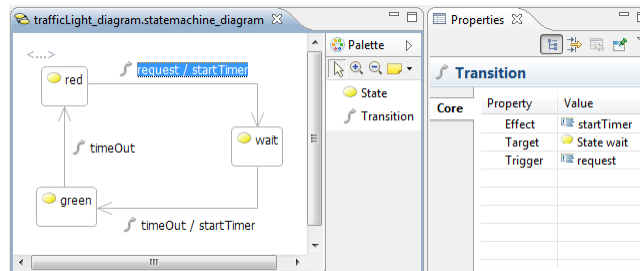 trafficLight_diagram.statemachine_diagram
<...>
red
request / startTimer
wait
timeOut
green
timeOut / startTimer
Palette
State
Transition
Properties
Transition
Core
Property Value
Effect startTimer
Target State wait
Trigger request